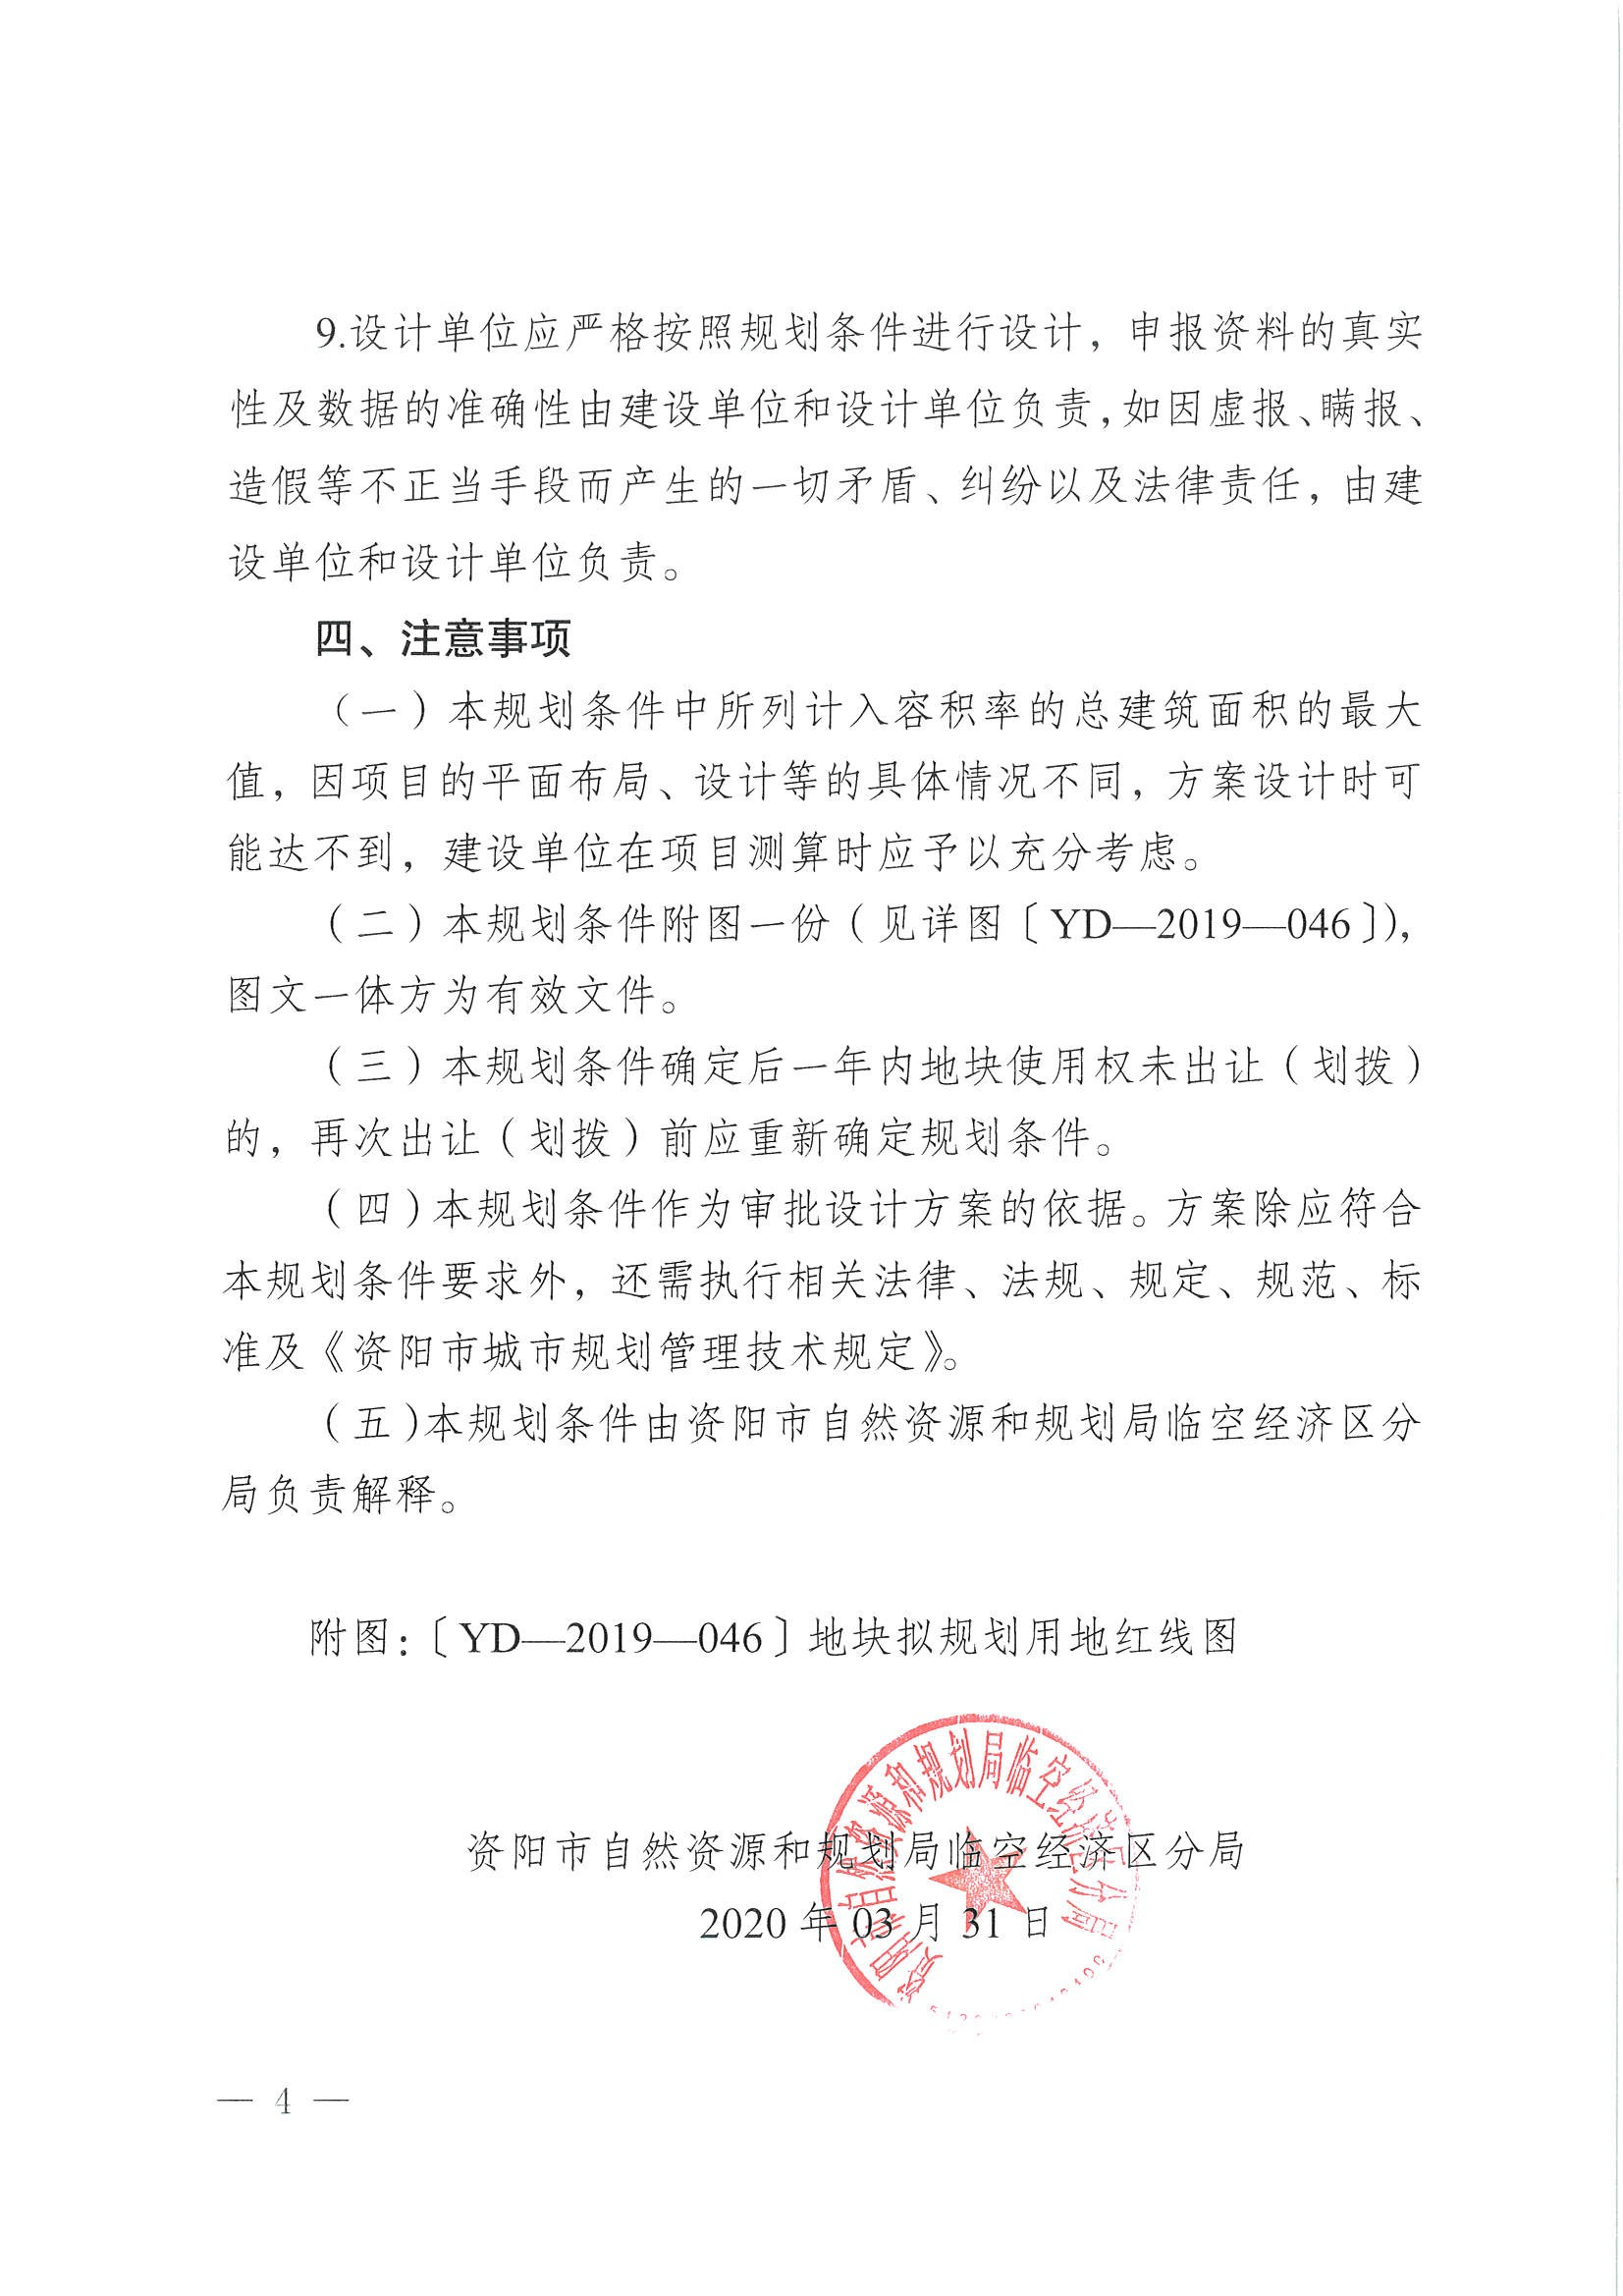 9.设计单位应严格按照规划条件进行设计，申报资料的真实
性及数据的准确性由建设单位和设计单位负责，如因虚报、瞒报、
造假等不正当手段而产生的一切矛盾、纠纷以及法律责任，由建
设单位和设计单位负责。
四、注意事项
（一）本规划条件中所列计入容积率的总建筑面积的最大
值，因项目的平面布局、设计等的具体情况不同，方案设计时可
能达不到，建设单位在项目测算时应予以充分考虑。
（二）本规划条件附图一份（见详图〔YD—2019—046〕），
图文一体方为有效文件。
（三）本规划条件确定后一年内地块使用权未出让（划拨）
的，再次出让（划拨）前应重新确定规划条件。
（四）本规划条件作为审批设计方案的依据。方案除应符合
本规划条件要求外，还需执行相关法律、法规、规定、规范、标
准及《资阳市城市规划管理技术规定》。
（五）本规划条件由资阳市自然资源和规划局临空经济区分
局负责解释。
附图：〔YD—2019—046〕地块拟规划用地红线图
资阳市自然资源和规划局临空经济区分局
资阳市自然资源和规划局临空经济区分局
2020年03月31日
— 4 —